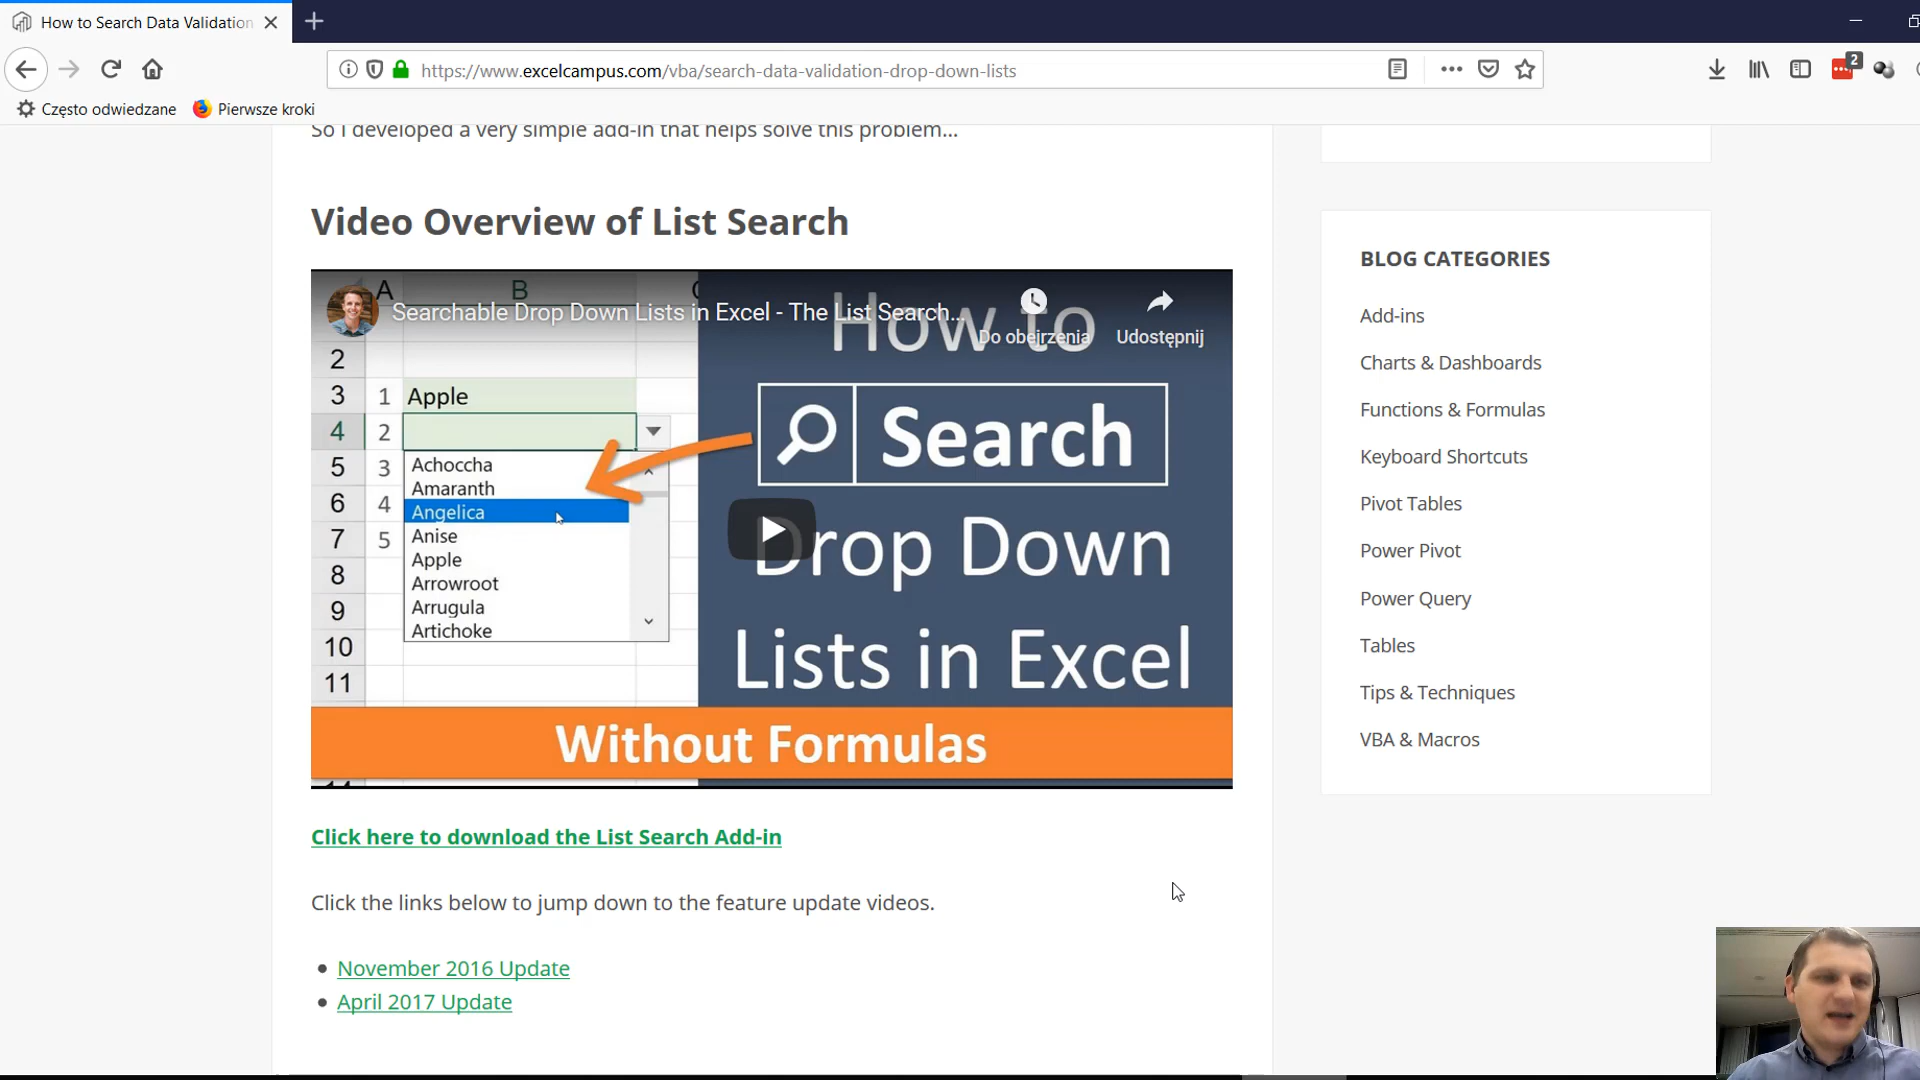 How to Search Data Validation
https://www.excelcampus.com/vba/search-data-validation-drop-down-lists
2
Często odwiedzane
Pierwsze kroki
So I developed a very simple add-in that helps solve this problem...
Video Overview of List Search
Searchable Drop Down Lists in Excel - The List Search...
Do obejrzenia
Udostępnij
A
B
2
3 1 Apple
4 2
5 3
6 4
7 5
8
9
10
11
Achoccha
Amaranth
Angelica
Anise
Apple
Arrowroot
Arrugula
Artichoke
How to
Search
Drop Down
Lists in Excel
Without Formulas
Click here to download the List Search Add-in
Click the links below to jump down to the feature update videos.
November 2016 Update
April 2017 Update
BLOG CATEGORIES
Add-ins
Charts & Dashboards
Functions & Formulas
Keyboard Shortcuts
Pivot Tables
Power Pivot
Power Query
Tables
Tips & Techniques
VBA & Macros